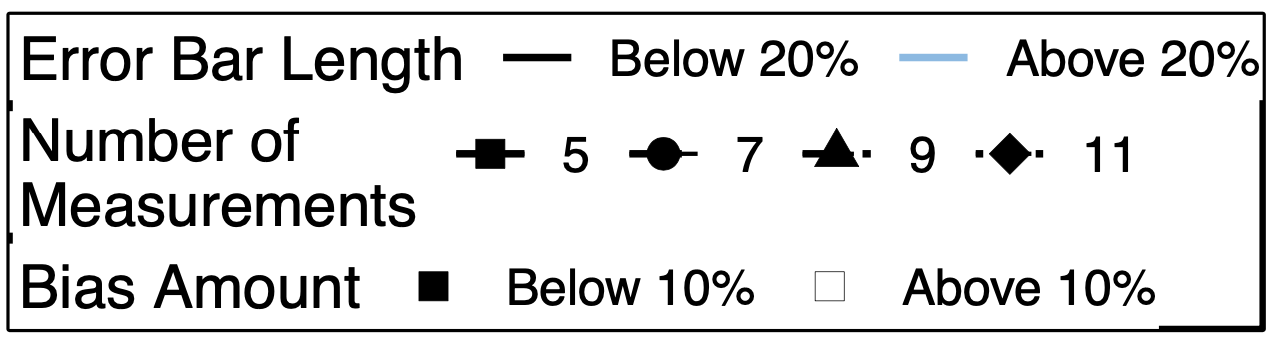 Error Bar Length Below 20% Above 20%
Number of
Measurements 5 7 9 11
Bias Amount Below 10% Above 10%